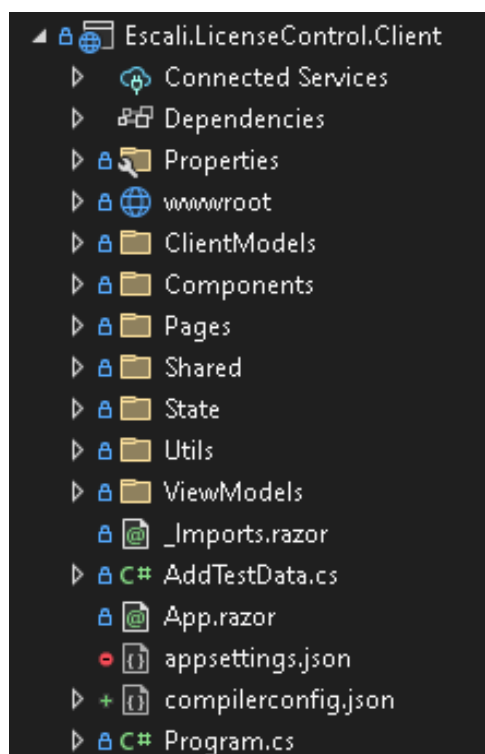 Escali.LicenseControl.Client
Connected Services
Dependencies
Properties
wwwroot
ClientModels
Components
Pages
Shared
State
Utils
ViewModels
_Imports.razor
C# AddTestData.cs
App.razor
appsettings.json
compilerconfig.json
C# Program.cs